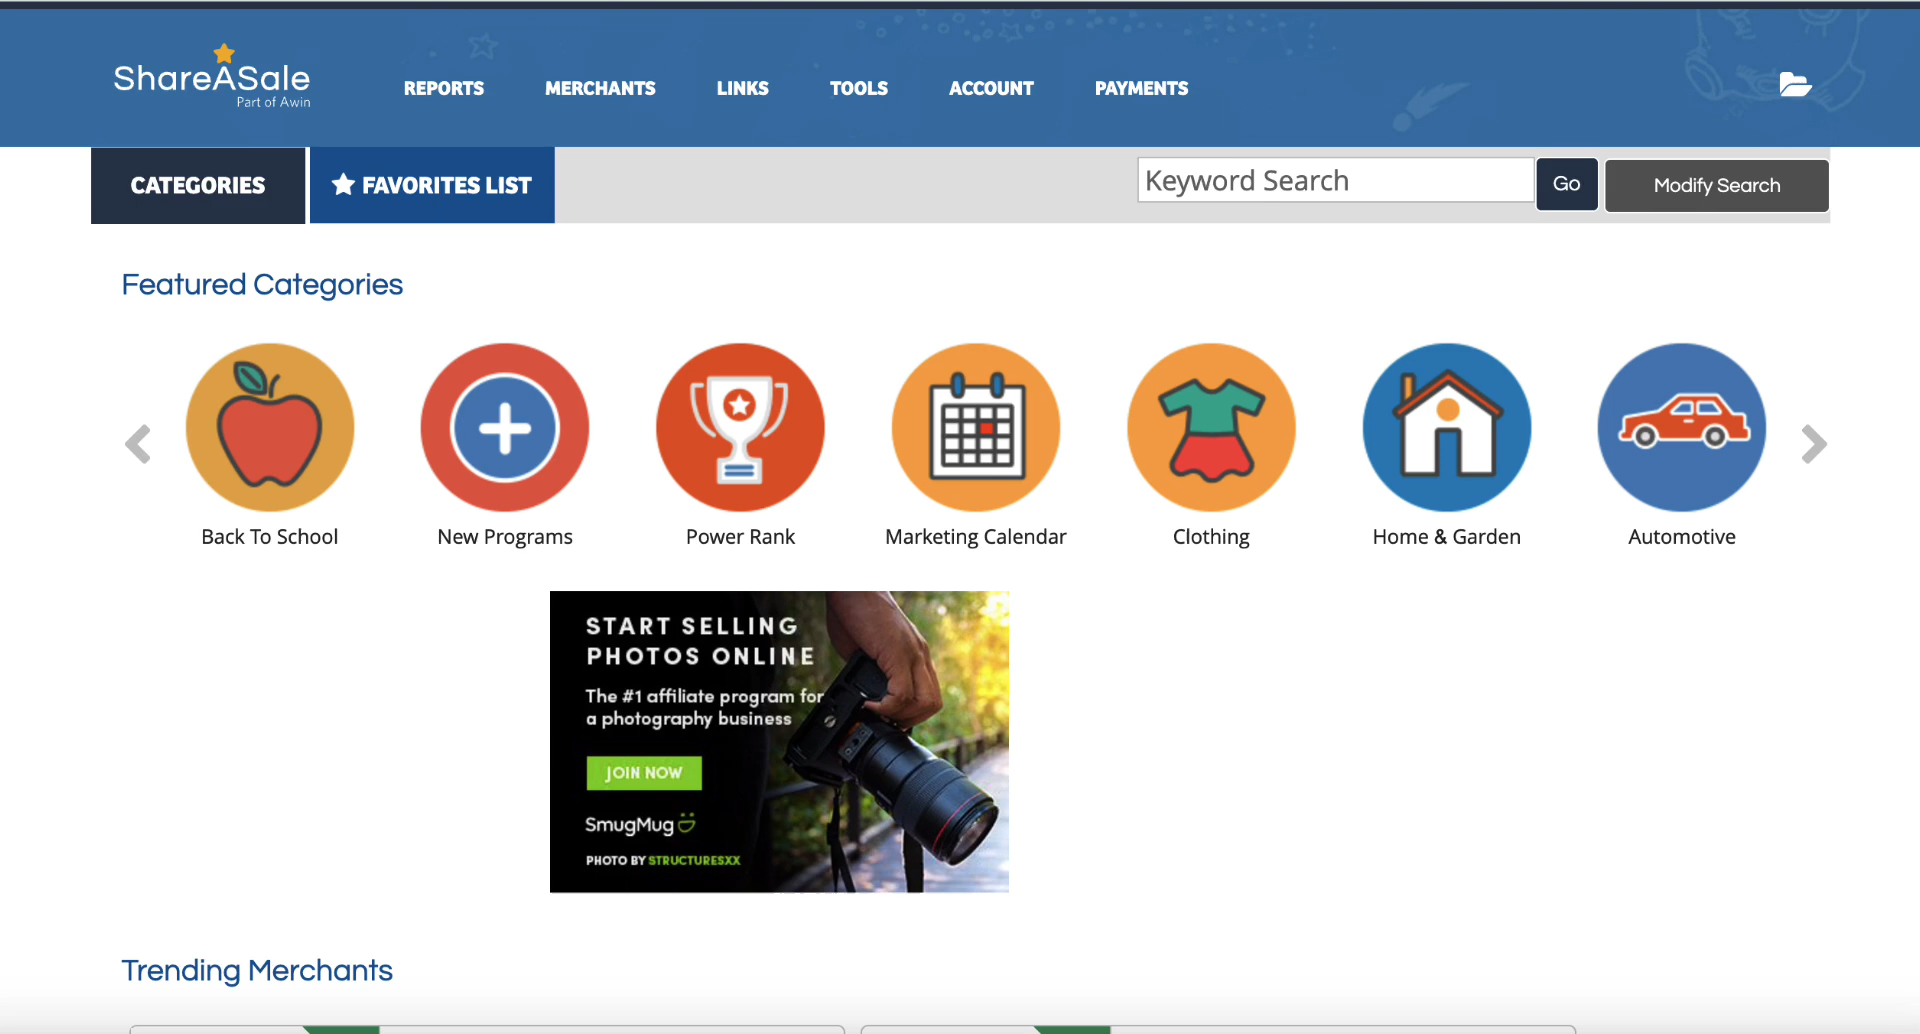 ShareASale
Part of Awin
REPORTS
MERCHANTS
LINKS
TOOLS
ACCOUNT
PAYMENTS
CATEGORIES
FAVORITES LIST
Keyword Search
Go
Modify Search
Featured Categories
Back To School
New Programs
Power Rank
Marketing Calendar
Clothing
Home & Garden
Automotive
START SELLING
PHOTOS ONLINE
The #1 affiliate program for
a photography business
JOIN NOW
SmugMug
PHOTO BY STRUCTURESXX
Trending Merchants